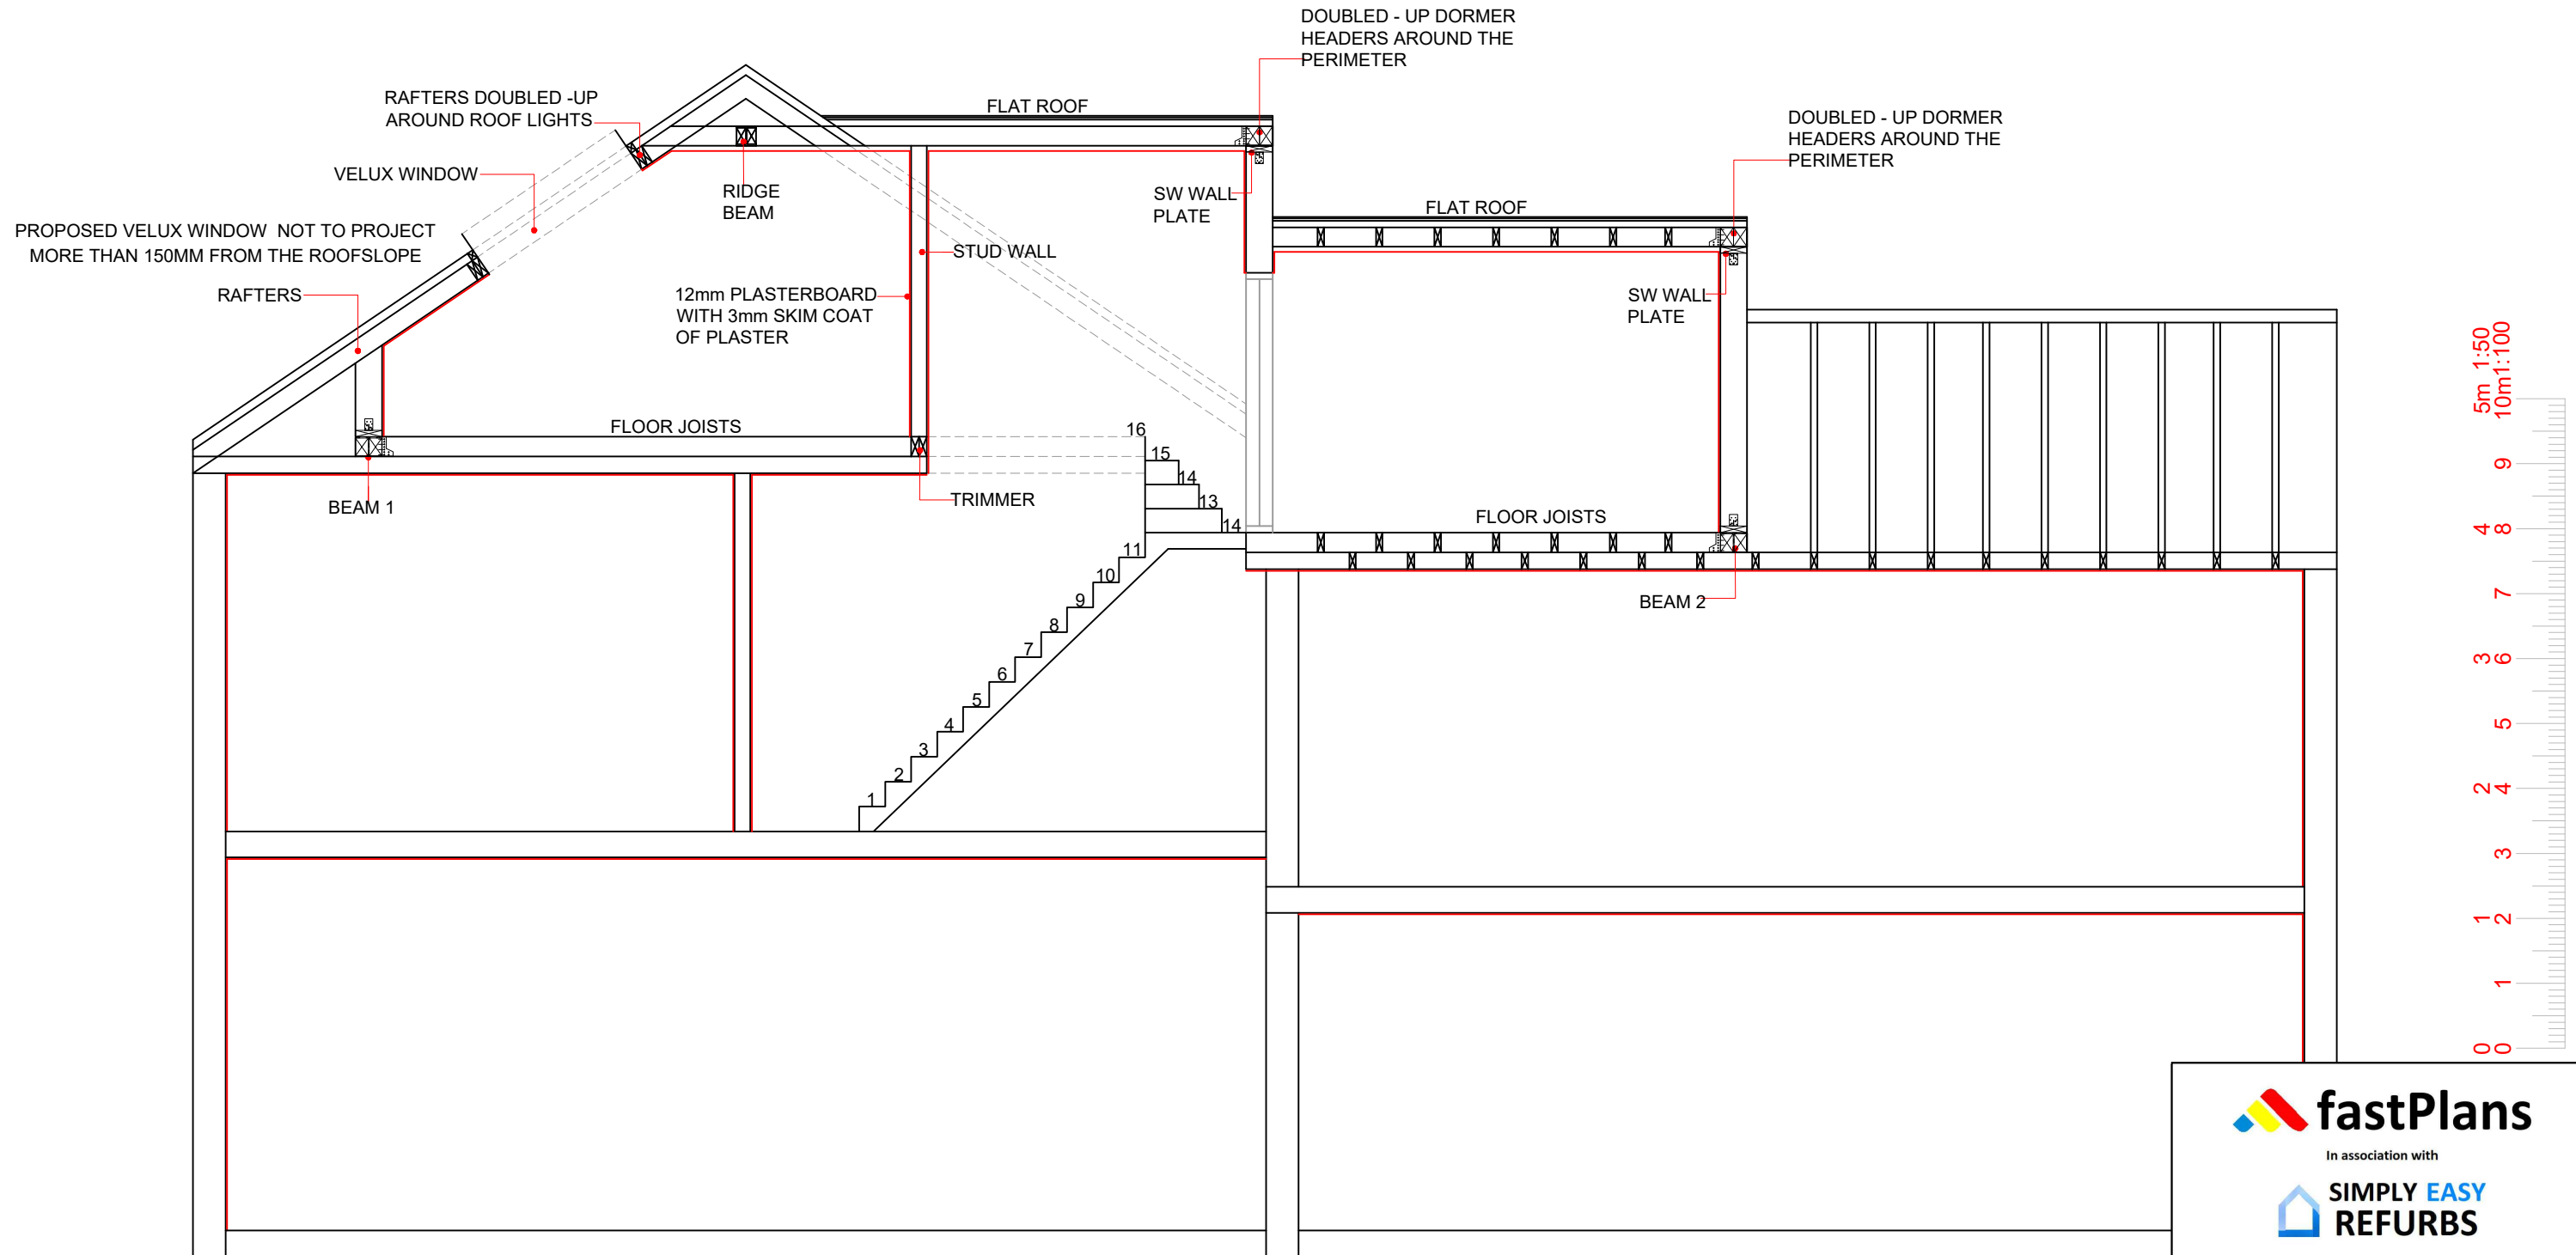 DOUBLED - UP DORMER
HEADERS AROUND THE
PERIMETER
RAFTERS DOUBLED -UP
AROUND ROOF LIGHTS
FLAT ROOF
DOUBLED - UP DORMER
HEADERS AROUND THE
PERIMETER
VELUX WINDOW
RIDGE
BEAM
SW WALL
PLATE
FLAT ROOF
PROPOSED VELUX WINDOW NOT TO PROJECT
MORE THAN 150MM FROM THE ROOFSLOPE
STUD WALL
RAFTERS
12mm PLASTERBOARD
WITH 3mm SKIM COAT
OF PLASTER
SW WALL
PLATE
FLOOR JOISTS
16
15
14
13
14
11
10
9
8
7
6
5
4
3
2
1
BEAM 1
TRIMMER
FLOOR JOISTS
BEAM 2
5m 1:50
10m1:100
9
4 8
7
3 6
5
2 4
3
1 2
1
0 0
fastPlans
In association with
SIMPLY EASY
REFURBS